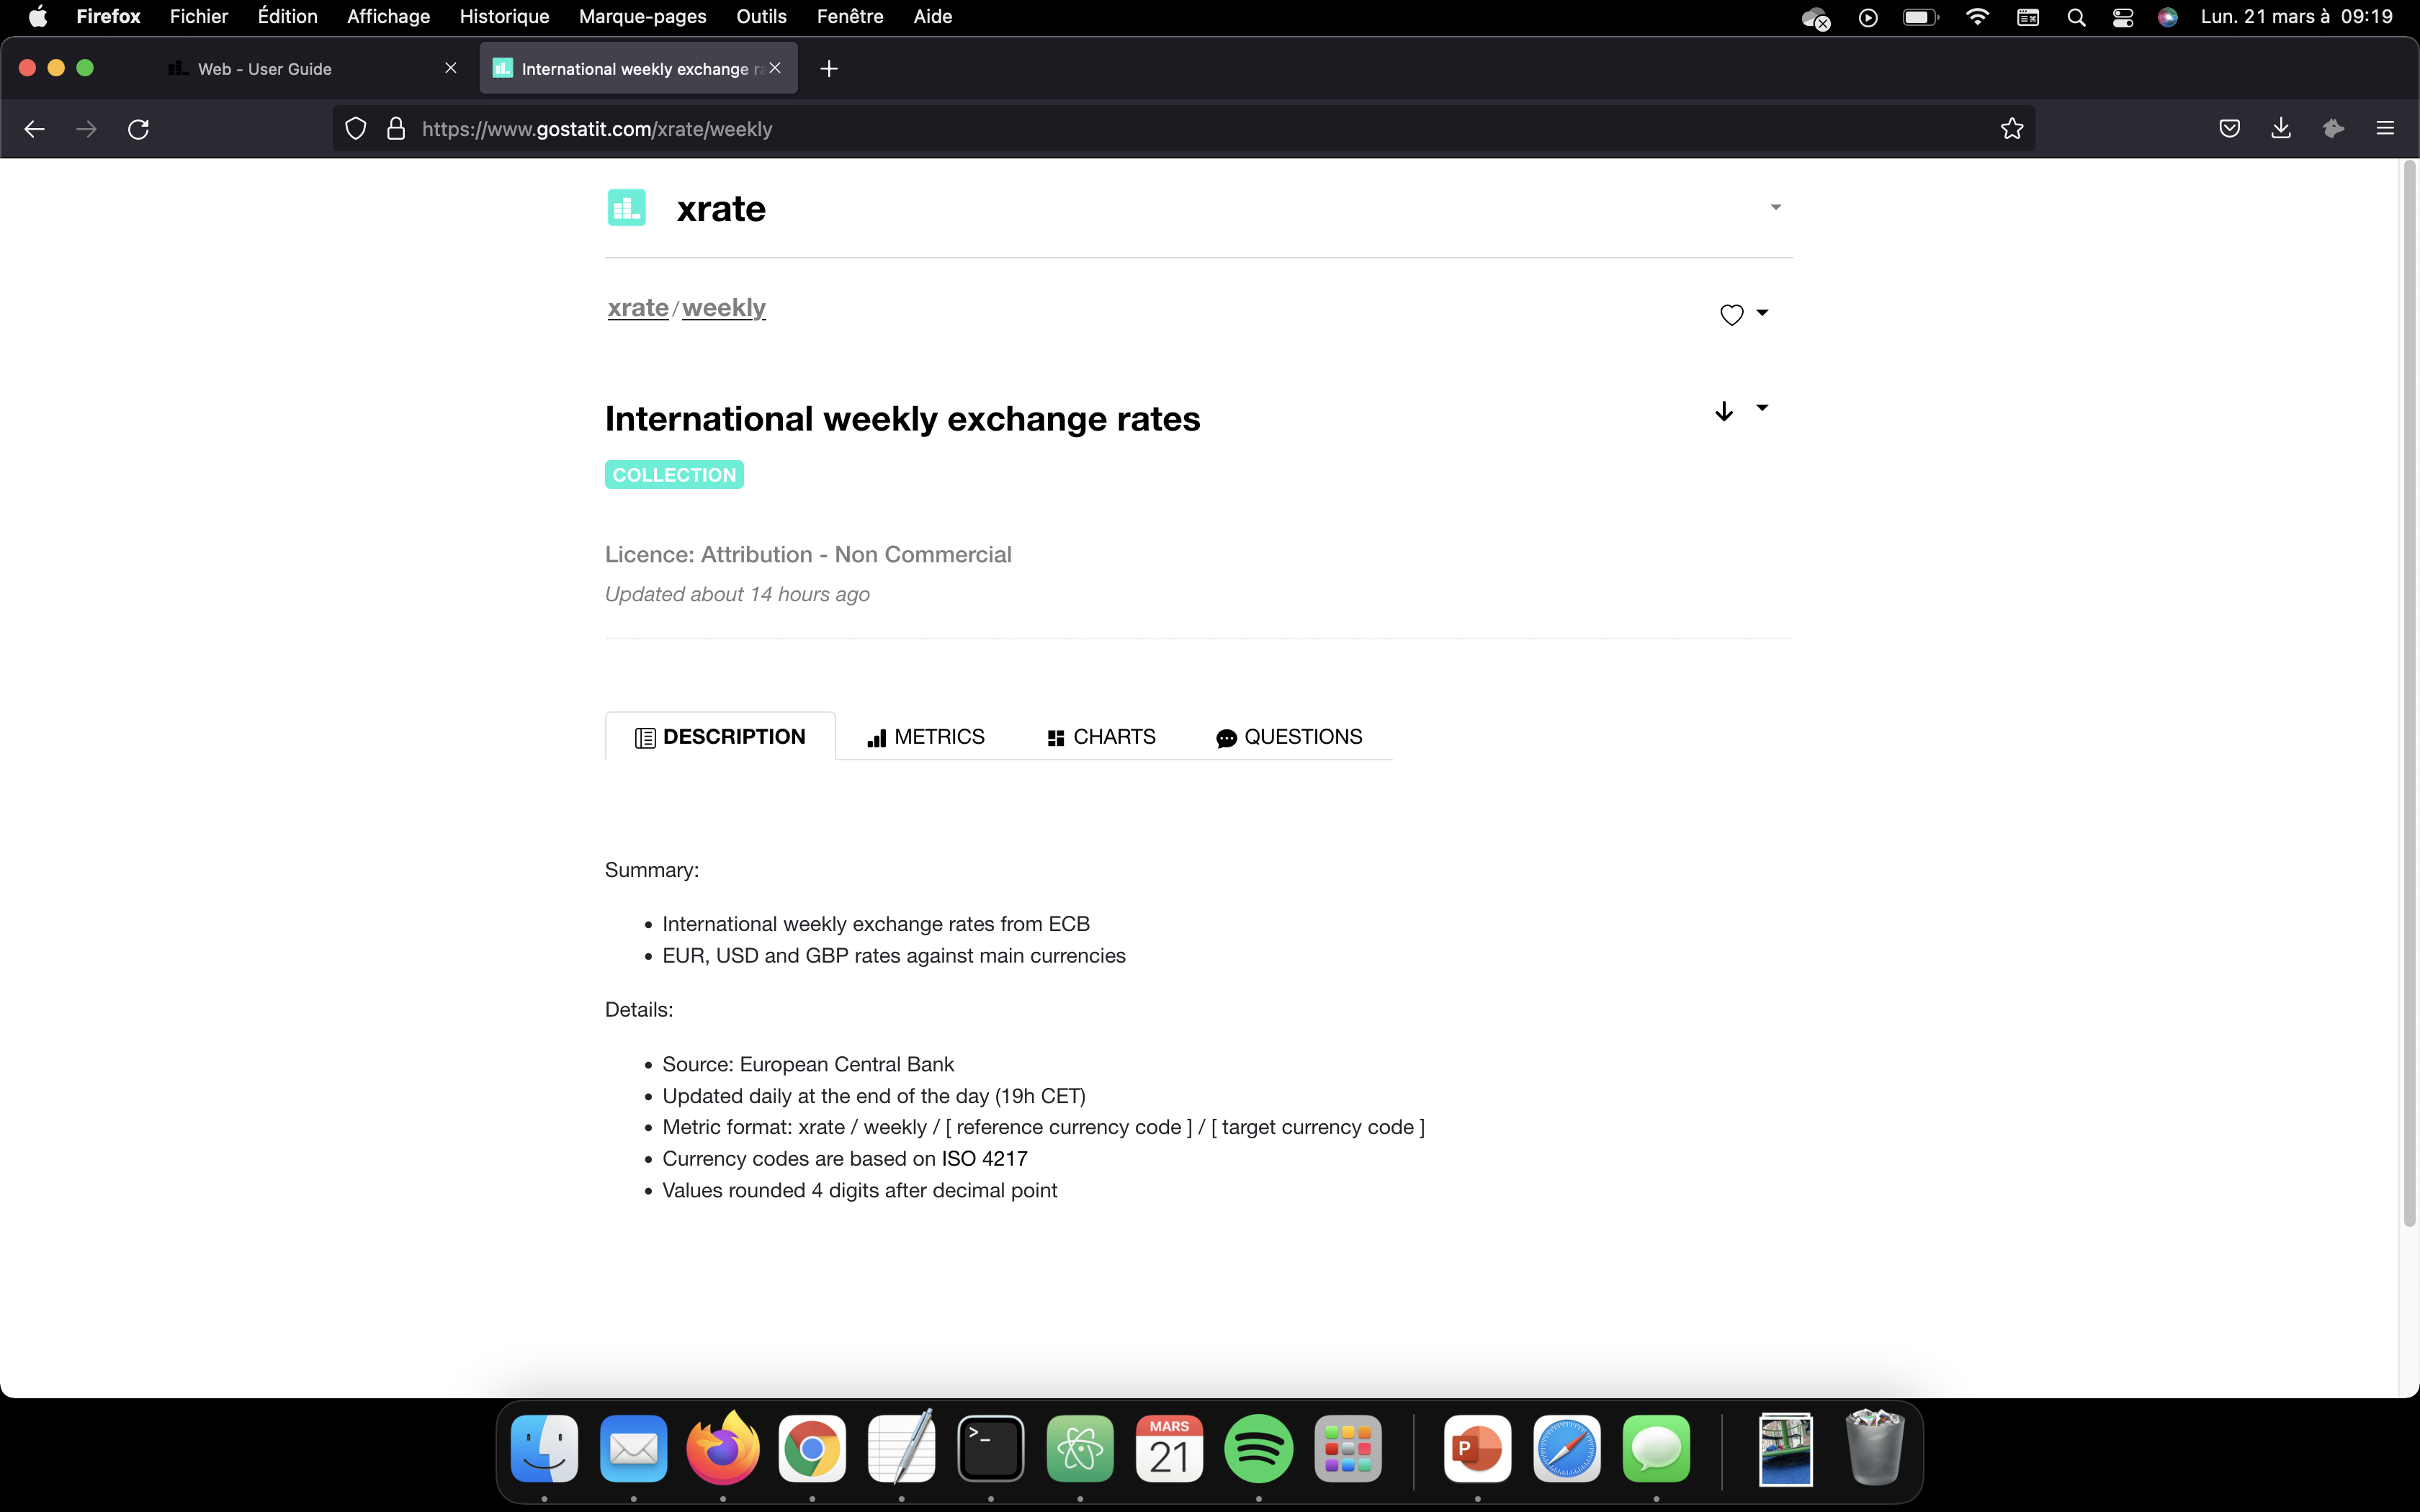 Firefox Fichier Édition Affichage Historique Marque-pages Outils Fenêtre Aide Lun. 21 mars à 09:19
Web - User Guide International weekly exchange ra
https://www.gostatit.com/xrate/weekly
xrate
xrate/weekly
International weekly exchange rates
COLLECTION
Licence: Attribution - Non Commercial
Updated about 14 hours ago
DESCRIPTION METRICS CHARTS QUESTIONS
Summary:
• International weekly exchange rates from ECB
• EUR, USD and GBP rates against main currencies
Details:
• Source: European Central Bank
• Updated daily at the end of the day (19h CET)
• Metric format: xrate / weekly / [ reference currency code ] / [ target currency code ]
• Currency codes are based on ISO 4217
• Values rounded 4 digits after decimal point
>_
MARS
21
P